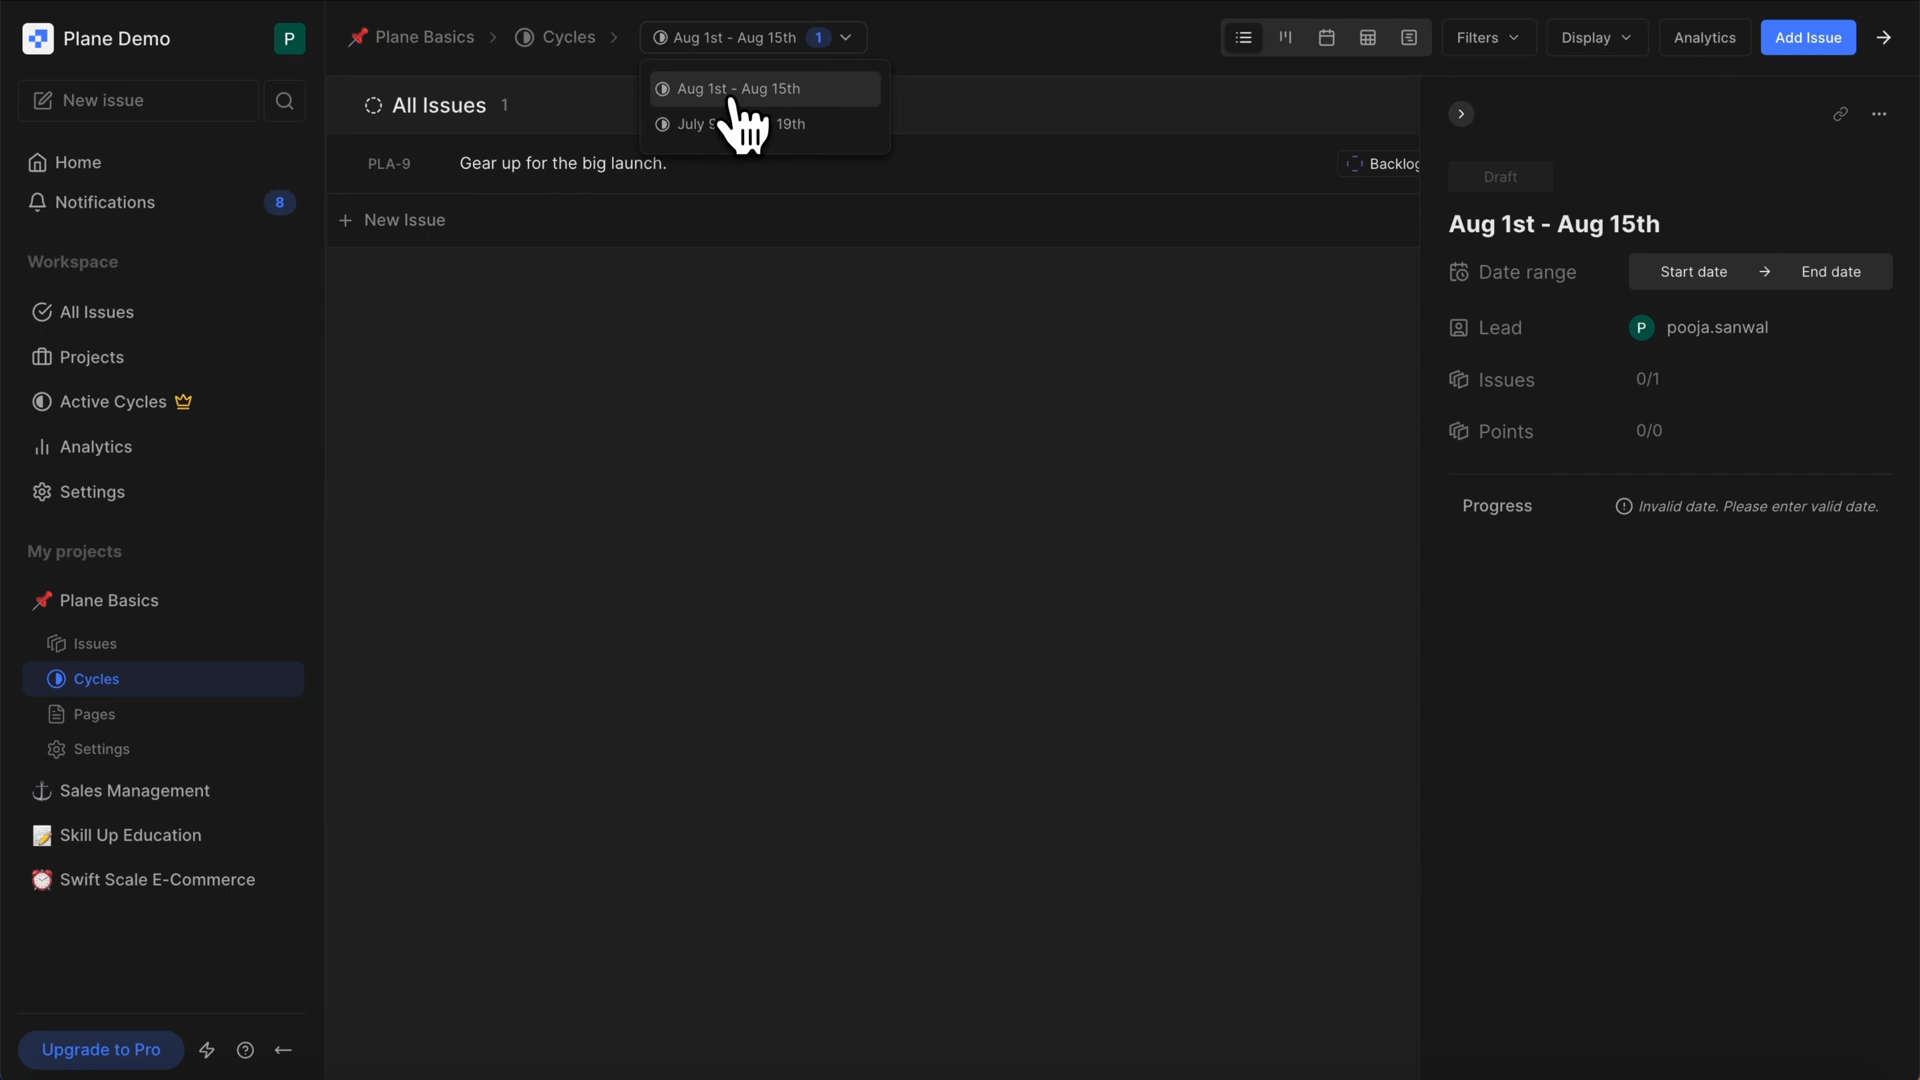 Plane Demo
P
New issue
Home
Notifications
8
Workspace
All Issues
Projects
Active Cycles
Analytics
Settings
My projects
Plane Basics
Issues
Cycles
Pages
Settings
Sales Management
Skill Up Education
Swift Scale E-Commerce
Upgrade to Pro
Plane Basics
Cycles
Aug 1st - Aug 15th 1
Filters
Display
Analytics
Add Issue
Aug 1st - Aug 15th
July 19th
All Issues 1
PLA-9
Gear up for the big launch.
Backlog
New Issue
Draft
Aug 1st - Aug 15th
Date range
Start date
End date
Lead
P
pooja.sanwal
Issues
0/1
Points
0/0
Progress
Invalid date. Please enter valid date.